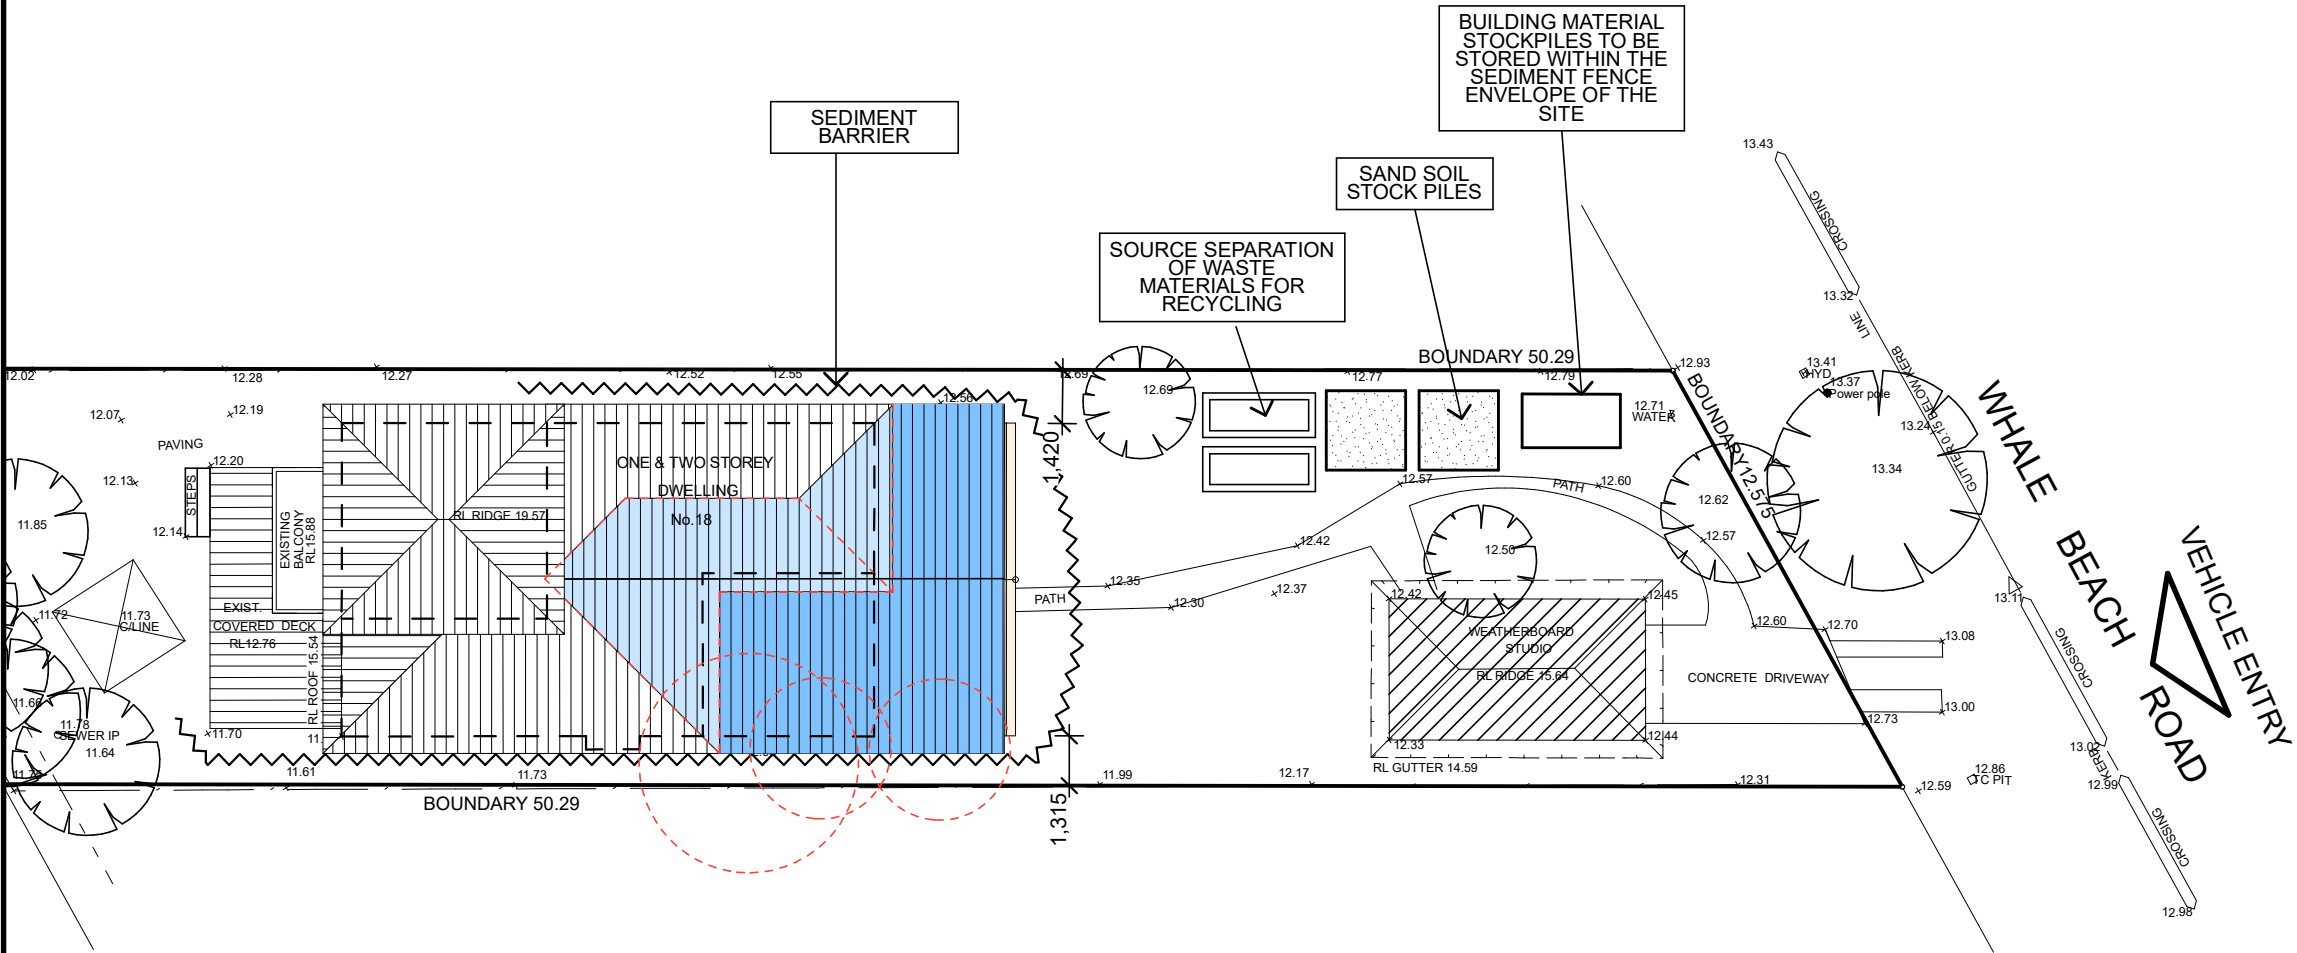 BUILDING MATERIAL
STOCKPILES TO BE
STORED WITHIN THE
SEDIMENT FENCE
ENVELOPE OF THE
SITE
SEDIMENT
BARRIER
SAND SOIL
STOCK PILES
SOURCE SEPARATION
OF WASTE
MATERIALS FOR
RECYCLING
13.43
CROSSING
13.32
LINE
BOUNDARY 50.29
12.93
13.41
HYD
13.37
Power pole
GUTTER 0.15 BELOW KERB
13.24
13.34
12.02
12.28
12.27
12.52
12.55
12.69
12.69
12.77
12.79
12.71
WATER
12.56
BOUNDARY 12.575
1,420
12.07
12.19
PAVING
12.20
12.13
12.14
STEPS
11.85
EXISTING
BALCONY
RL15.88
RL RIDGE 19.57
ONE & TWO STOREY
DWELLING
No.18
12.57
12.60
PATH
12.62
12.57
12.50
12.42
12.35
12.37
12.30
PATH
12.42
12.45
WEATHERBOARD
STUDIO
RL RIDGE 15.64
12.60
12.70
13.08
13.00
CONCRETE DRIVEWAY
12.73
12.44
12.33
RL GUTTER 14.59
11.72
11.73
C/LINE
EXIST.
COVERED DECK
RL12.76
RL ROOF 15.54
11.66
11.78
SEWER IP
11.64
11.70
11.61
11.73
BOUNDARY 50.29
1,315
11.99
12.17
12.31
12.59
12.86
TC PIT
13.11
CROSSING
13.02
KERB
12.99
CROSSING
12.98
WHALE BEACH ROAD
VEHICLE ENTRY